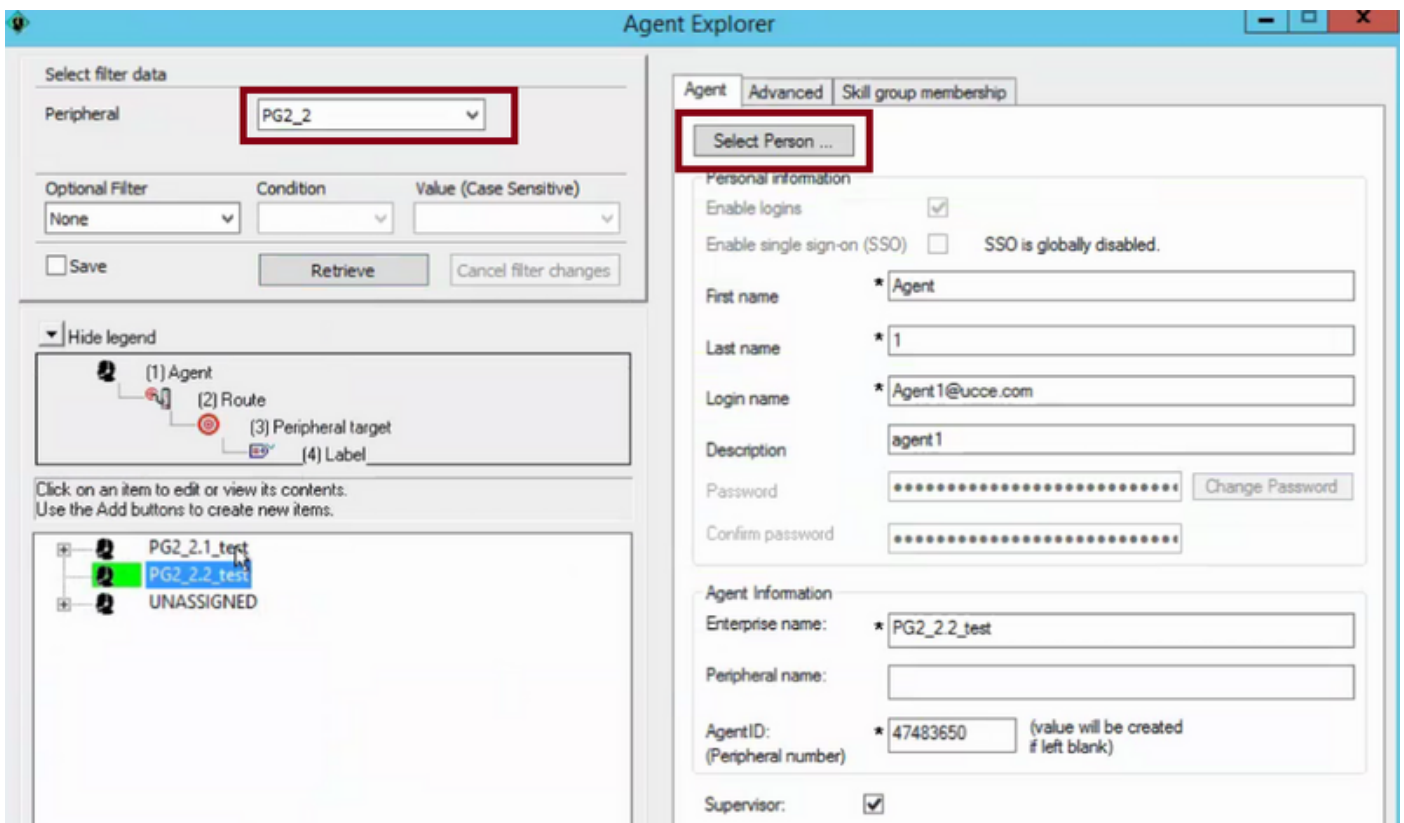 Agent Explorer
Select filter data
Peripheral
PG2_2
Optional Filter
Condition
Value (Case Sensitive)
None
Save
Retrieve
Cancel filter changes
Hide legend
(1) Agent
(2) Route
(3) Peripheral target
(4) Label
Click on an item to edit or view its contents.
Use the Add buttons to create new items.
PG2_2.1_test
PG2_2.2_test
UNASSIGNED
Agent
Advanced
Skill group membership
Select Person ...
Personal information
Enable logins
Enable single sign-on (SSO)
SSO is globally disabled.
First name
* Agent
Last name
* 1
Login name
* Agent1@ucce.com
Description
agent1
Password
Change Password
Confirm password
Agent Information
Enterprise name:
* PG2_2.2_test
Peripheral name:
AgentID:
(Peripheral number)
* 47483650
(value will be created
if left blank)
Supervisor: